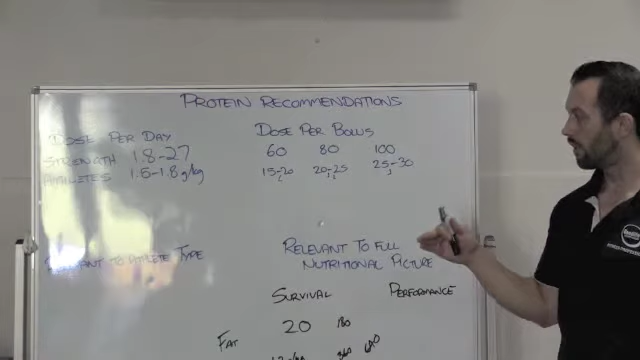 PROTEIN RECOMMENDATIONS
DOSE PER DAY
STRENGTH 1.8-2.7
ATHLETES 1.5-1.8 g/kg
DOSE PER BOLUS
60 80 100
15-20 20-25 25-30
RELEVANT TO ATHLETE TYPE
RELEVANT TO FULL
NUTRITIONAL PICTURE
SURVIVAL PERFORMANCE
20
FAT